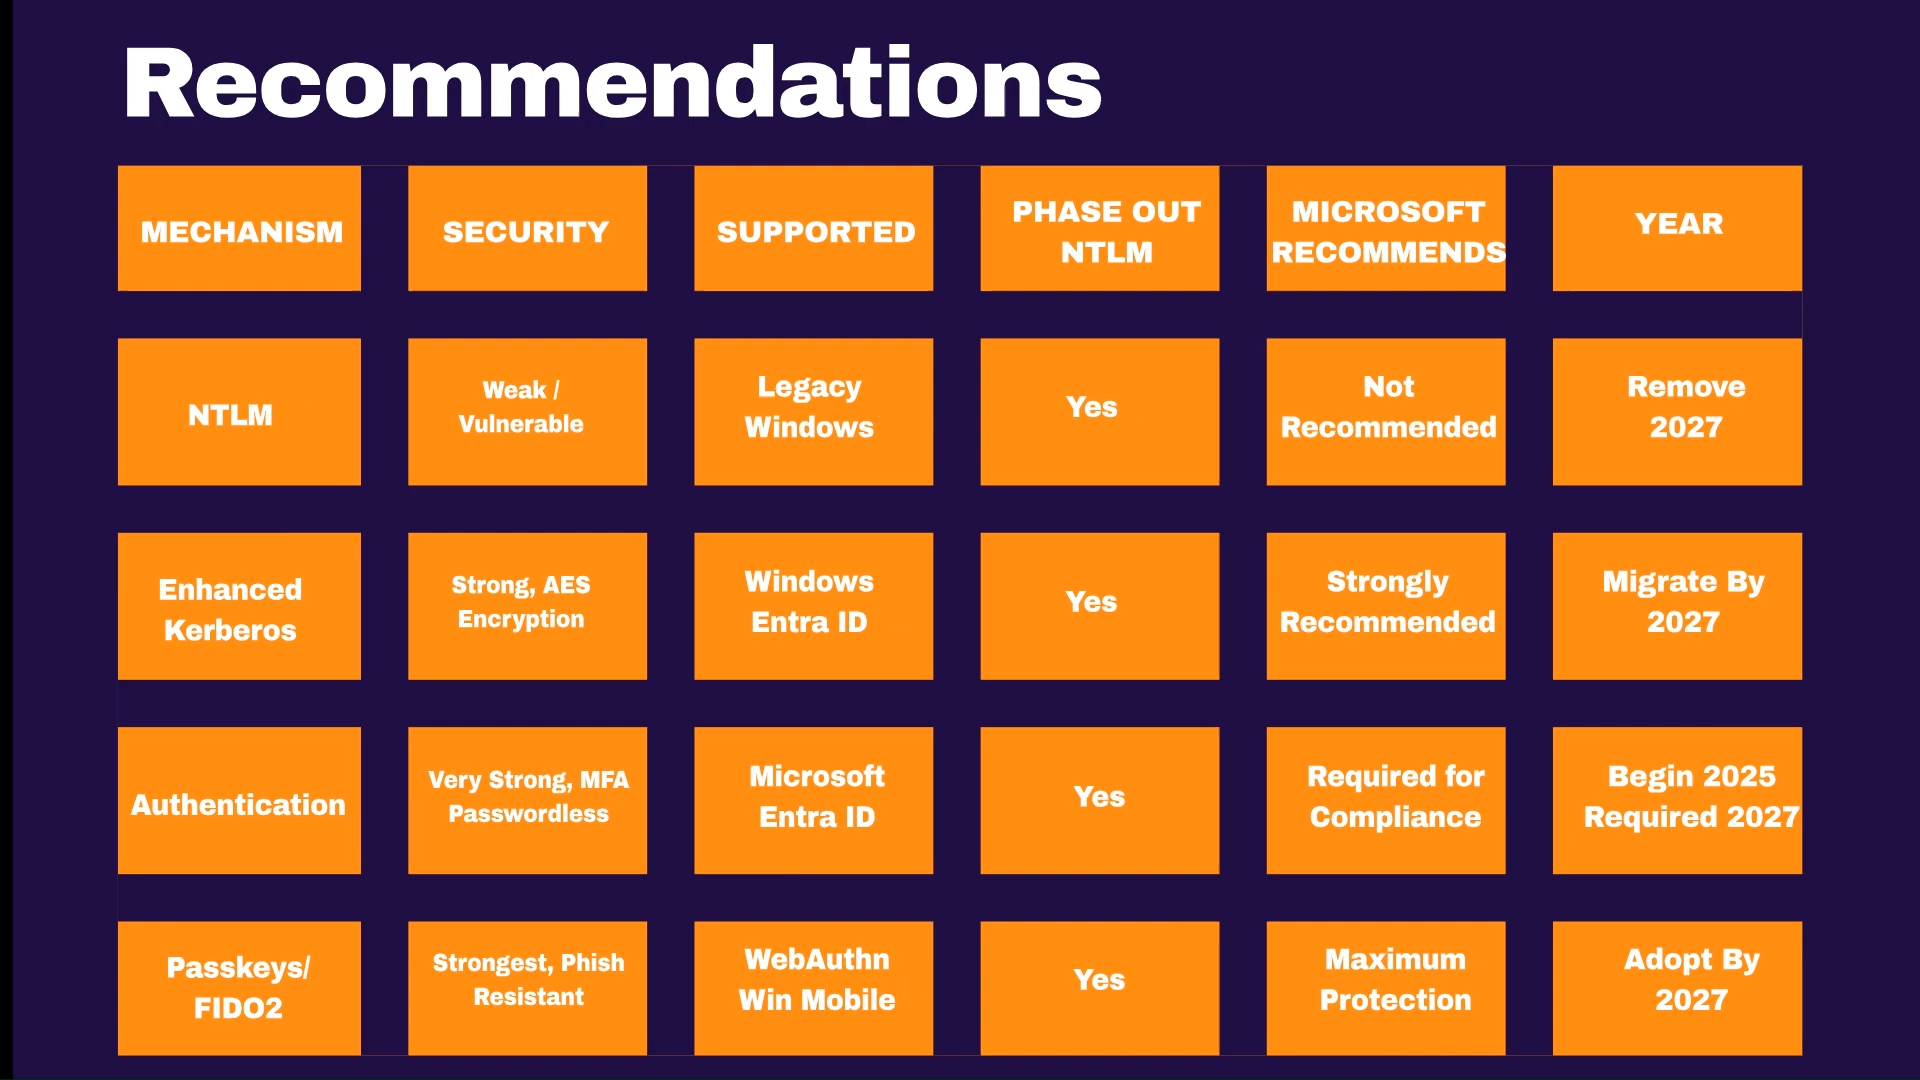 Recommendations
MECHANISM
SECURITY
SUPPORTED
PHASE OUT
NTLM
MICROSOFT
RECOMMENDS
YEAR
NTLM
Weak /
Vulnerable
Legacy
Windows
Yes
Not
Recommended
Remove
2027
Enhanced
Kerberos
Strong, AES
Encryption
Windows
Entra ID
Yes
Strongly
Recommended
Migrate By
2027
Authentication
Very Strong, MFA
Passwordless
Microsoft
Entra ID
Yes
Required for
Compliance
Begin 2025
Required 2027
Passkeys/
FIDO2
Strongest, Phish
Resistant
WebAuthn
Win Mobile
Yes
Maximum
Protection
Adopt By
2027